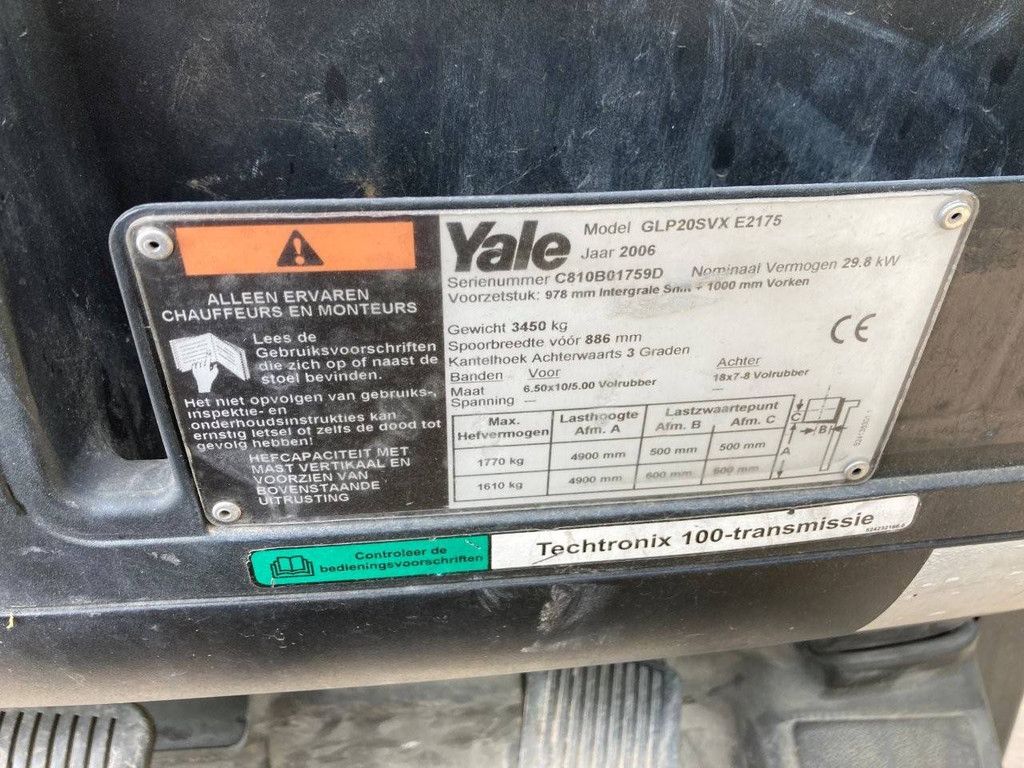 ALLEEN ERVAREN
CHAUFFEURS EN MONTEURS
Lees de
Gebruiksvoorschriften
die zich op of naast de
stoel bevinden.
Het niet opvolgen van gebruiks-,
inspektie- en
onderhoudsinstrukties kan
ernstig letsel of zelfs de dood tot
gevolg hebben!
HEFCAPACITEIT MET
MAST VERTIKAAL EN
VOORZIEN VAN
BOVENSTAANDE
UITRUSTING
Yale Model GLP20SVX E2175
Jaar 2006
Serienummer C810B01759D Nominaal Vermogen 29.8 kW
Voorzetstuk: 978 mm Intergrale + 1000 mm Vorken
Gewicht 3450 kg
Spoorbreedte vóór 886 mm
Kantelhoek Achterwaarts 3 Graden
CE
Banden Voor Achter
Maat 6.50x10/5.00 Volrubber 18x7-8 Volrubber
Spanning -- --
Max. Lasthoogte Lastzwaartepunt
Hefvermogen Afm. A Afm. B Afm. C
1770 kg 4900 mm 500 mm 500 mm
1610 kg 4900 mm 600 mm 600 mm
C B A
Controleer de
bedieningsvoorschriften
Techtronix 100-transmissie